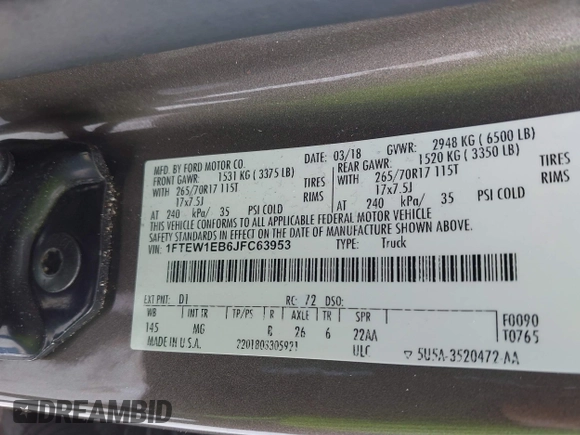 MFD. BY FORD MOTOR CO.
03/18 GVWR: 2948 KG ( 6500 LB)
FRONT GAWR: 1531 KG ( 3375 LB)
REAR GAWR: 1520 KG ( 3350 LB)
WITH 265/70R17 115T TIRES
WITH 265/70R17 115T TIRES
17x7.5J RIMS
17x7.5J RIMS
AT 240 kPa/ 35 PSI COLD
AT 240 kPa/ 35 PSI COLD
THIS VEHICLE CONFORMS TO ALL APPLICABLE FEDERAL MOTOR VEHICLE
SAFETY STANDARDS IN EFFECT ON THE DATE OF MANUFACTURE SHOWN ABOVE.
VIN: 1FTEW1EB6JFC63953 TYPE: Truck
EXT PNT: D1 RC: 72 DSO: F0090
WB INT TR TP/PS R AXLE TR SPR T0765
145 MG 26 6 22AA
MADE IN U.S.A. 2201803305921 ULC 5U5A-3520472-AA
DREAMBID